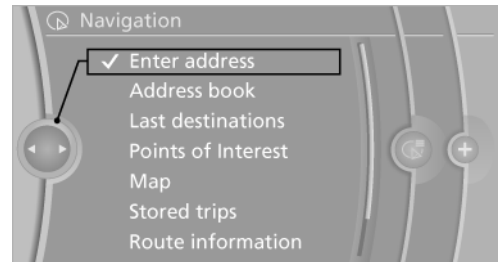 Navigation
Enter address
Address book
Last destinations
Points of Interest
Map
Stored trips
Route information